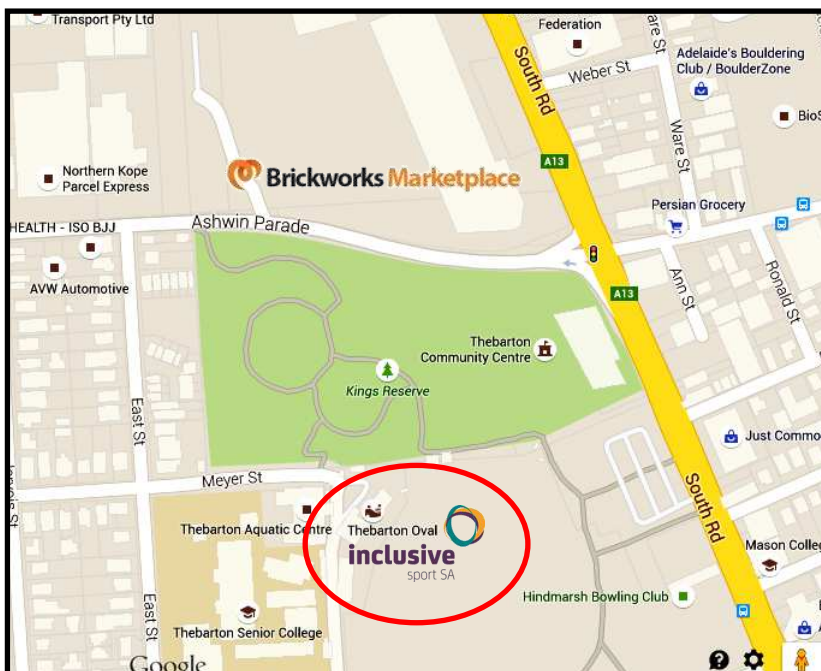 Transport Pty Ltd
Federation
South Rd
Weber St
Ware St
Adelaide's Bouldering
Club / BoulderZone
Northern Kope
Parcel Express
Brickworks Marketplace
A13
Persian Grocery
HEALTH - ISO BJJ
Ashwin Parade
AVW Automotive
Ann St
Ronald St
A13
Thebarton
Community Centre
Kings Reserve
East St
Meyer St
Just Commo
South Rd
Thebarton Aquatic Centre
Thebarton Oval
inclusive
sport SA
Mason Colleg
Hindmarsh Bowling Club
East St
Thebarton Senior College
Google